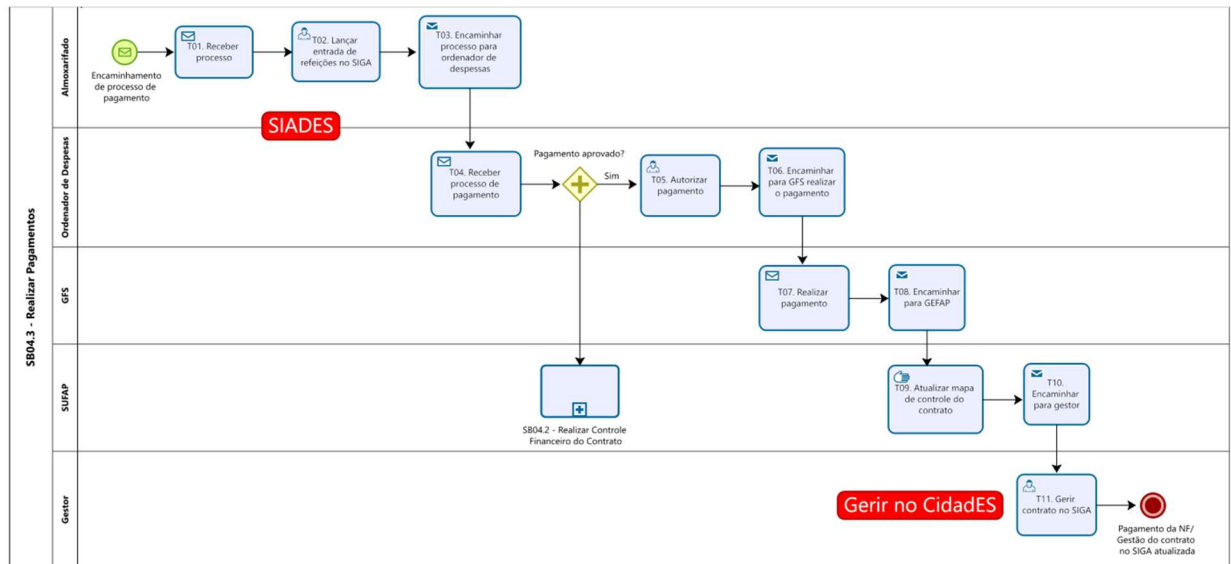 SB04.3 - Realizar Pagamentos
Almoxarifado
Encaminhamento
de processo de
pagamento
T01. Receber
processo
T02. Lançar
entrada de
refeições no SIGA
T03. Encaminhar
processo para
ordenador de
despessas
SIADES
Ordenador de Despesas
T04. Receber
processo de
pagamento
Pagamento aprovado?
Sim
T05. Autorizar
pagamento
T06. Encaminhar
para GFS realizar
o pagamento
GFS
T07. Realizar
pagamento
T08. Encaminhar
para GEFAP
SUFAP
SB04.2 - Realizar Controle
Financeiro do Contrato
T09. Atualizar mapa
de controle do
contrato
T10.
Encaminhar
para gestor
Gestor
Gerir no CidadES
T11. Gerir
contrato no SIGA
Pagamento da NF/
Gestão do contrato
no SIGA atualizada